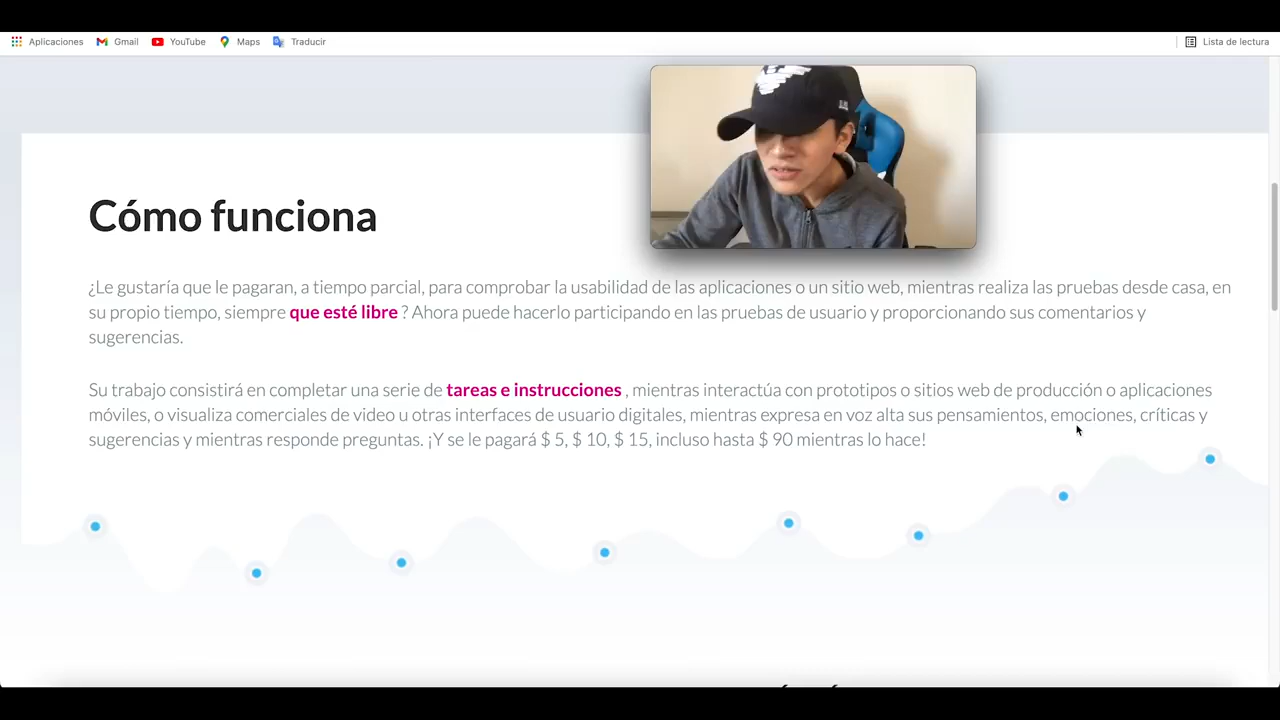 Aplicaciones Gmail YouTube Maps Traducir Lista de lectura
Cómo funciona
¿Le gustaría que le pagaran, a tiempo parcial, para comprobar la usabilidad de las aplicaciones o un sitio web, mientras realiza las pruebas desde casa, en
su propio tiempo, siempre que esté libre ? Ahora puede hacerlo participando en las pruebas de usuario y proporcionando sus comentarios y
sugerencias.
Su trabajo consistirá en completar una serie de tareas e instrucciones , mientras interactúa con prototipos o sitios web de producción o aplicaciones
móviles, o visualiza comerciales de video u otras interfaces de usuario digitales, mientras expresa en voz alta sus pensamientos, emociones, críticas y
sugerencias y mientras responde preguntas. ¡Y se le pagará $ 5, $ 10, $ 15, incluso hasta $ 90 mientras lo hace!